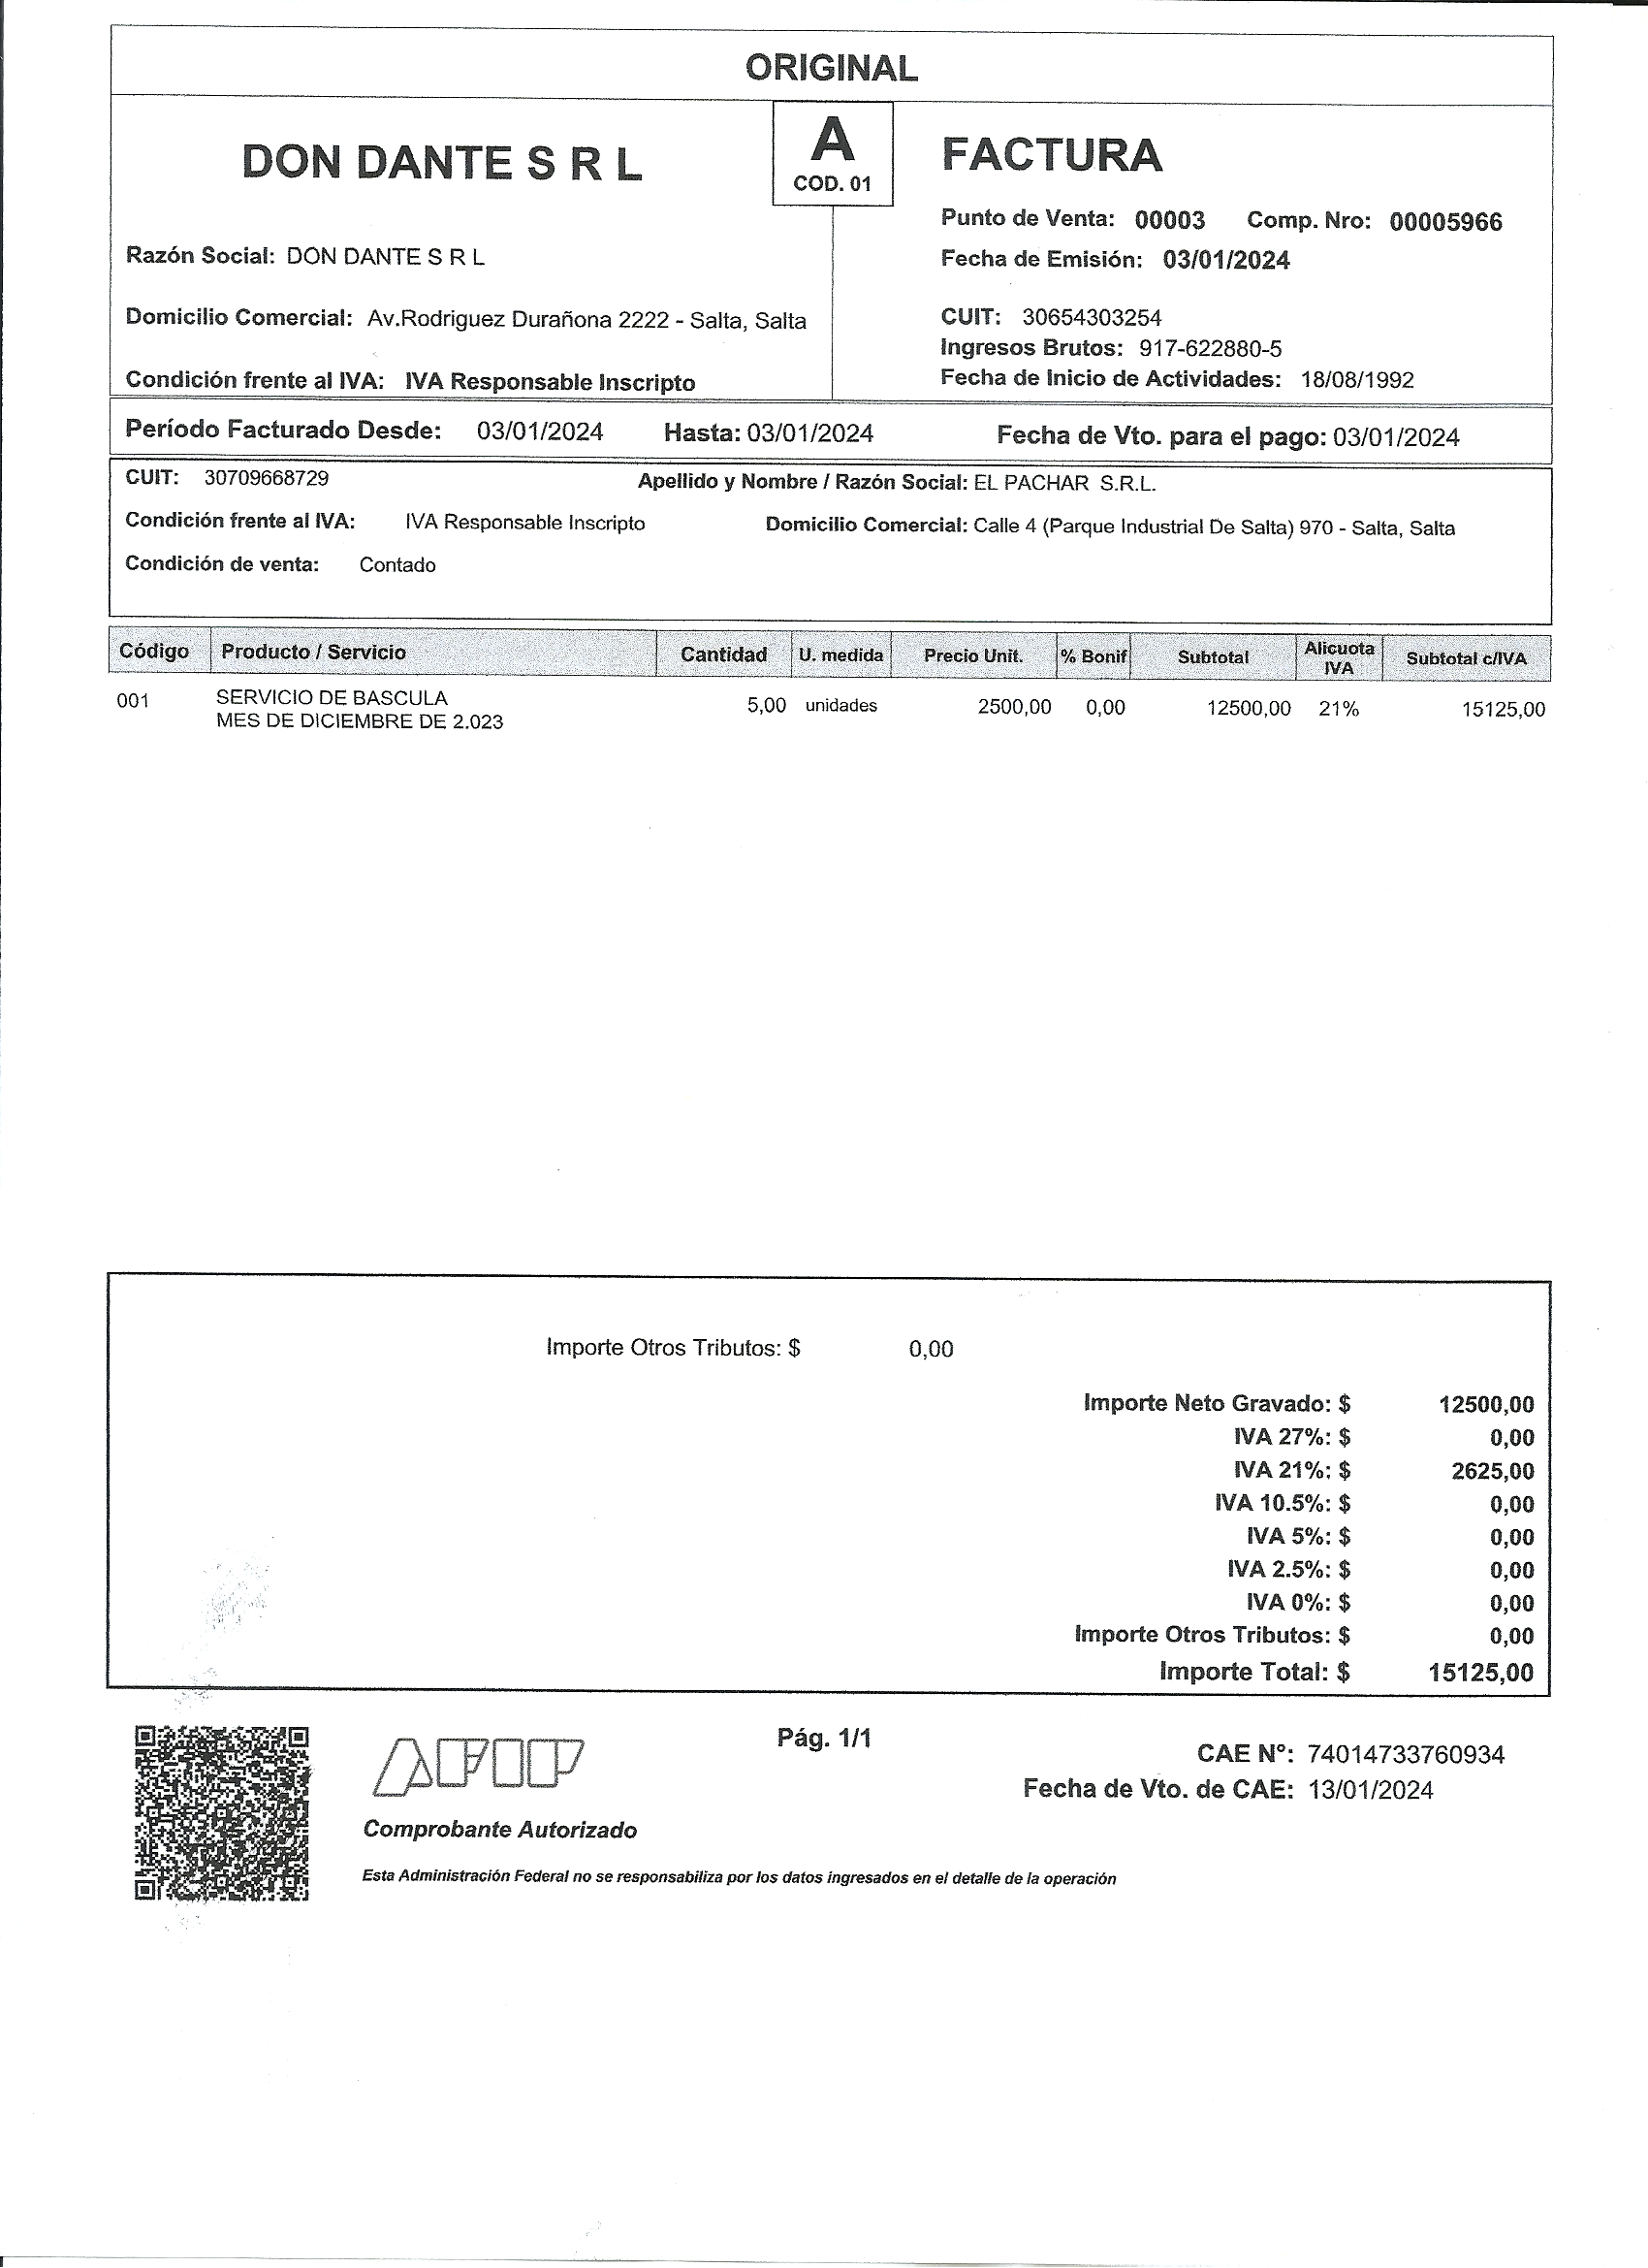 ORIGINAL
DON DANTE S R L
A
COD. 01
FACTURA
Punto de Venta: 00003 Comp. Nro: 00005966
Razón Social: DON DANTE S R L
Fecha de Emisión: 03/01/2024
Domicilio Comercial: Av.Rodriguez Durañona 2222 - Salta, Salta
CUIT: 30654303254
Ingresos Brutos: 917-622880-5
Condición frente al IVA: IVA Responsable Inscripto
Fecha de Inicio de Actividades: 18/08/1992
Período Facturado Desde: 03/01/2024 Hasta: 03/01/2024 Fecha de Vto. para el pago: 03/01/2024
CUIT: 30709668729 Apellido y Nombre / Razón Social: EL PACHAR S.R.L.
Condición frente al IVA: IVA Responsable Inscripto Domicilio Comercial: Calle 4 (Parque Industrial De Salta) 970 - Salta, Salta
Condición de venta: Contado
Código Producto / Servicio Cantidad U. medida Precio Unit. % Bonif Subtotal Alicuota IVA Subtotal c/IVA
001 SERVICIO DE BASCULA 5,00 unidades 2500,00 0,00 12500,00 21% 15125,00
MES DE DICIEMBRE DE 2.023
Importe Otros Tributos: $ 0,00
Importe Neto Gravado: $ 12500,00
IVA 27%: $ 0,00
IVA 21%: $ 2625,00
IVA 10.5%: $ 0,00
IVA 5%: $ 0,00
IVA 2.5%: $ 0,00
IVA 0%: $ 0,00
Importe Otros Tributos: $ 0,00
Importe Total: $ 15125,00
AFIP
Pág. 1/1
CAE N°: 74014733760934
Fecha de Vto. de CAE: 13/01/2024
Comprobante Autorizado
Esta Administración Federal no se responsabiliza por los datos ingresados en el detalle de la operación